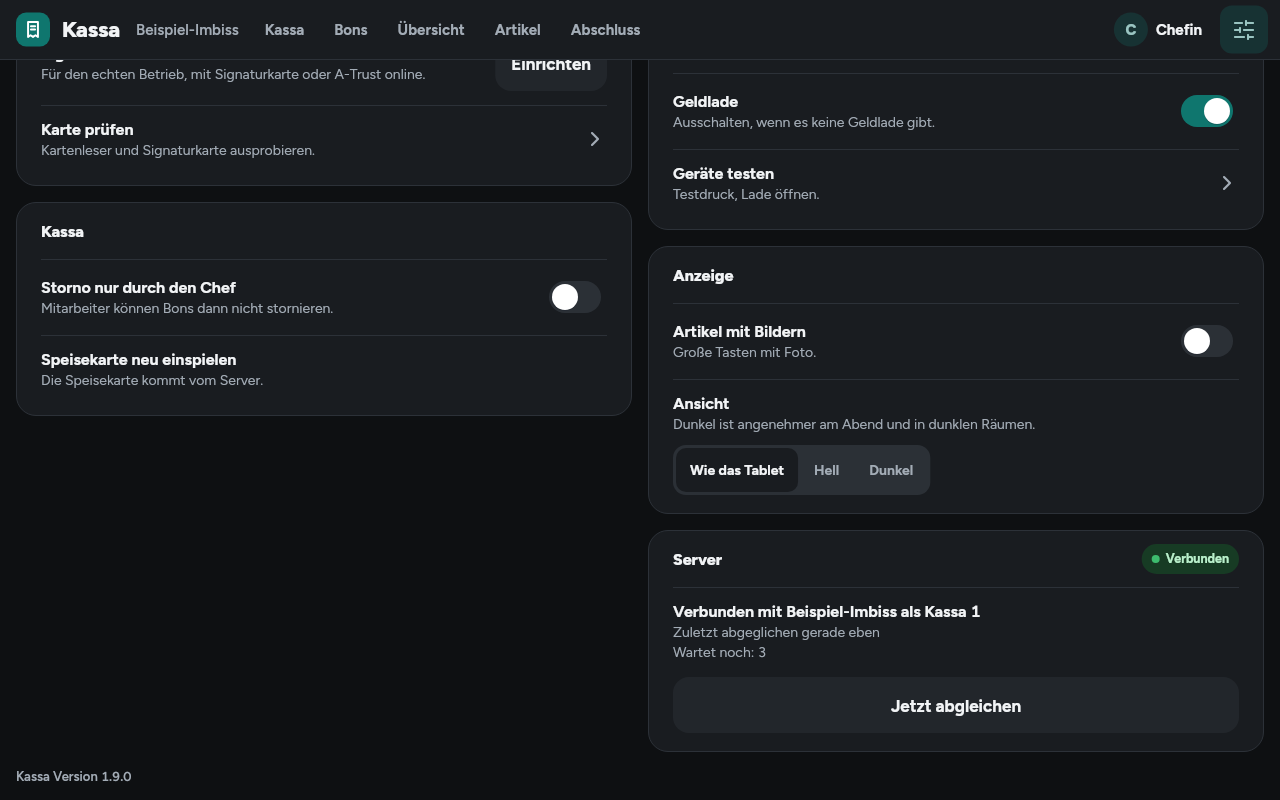 Kassa
Beispiel-Imbiss
Kassa
Bons
Übersicht
Artikel
Abschluss
C
Chefin
Für den echten Betrieb, mit Signaturkarte oder A-Trust online.
Einrichten
Karte prüfen
Kartenleser und Signaturkarte ausprobieren.
Kassa
Storno nur durch den Chef
Mitarbeiter können Bons dann nicht stornieren.
Speisekarte neu einspielen
Die Speisekarte kommt vom Server.
Geldlade
Ausschalten, wenn es keine Geldlade gibt.
Geräte testen
Testdruck, Lade öffnen.
Anzeige
Artikel mit Bildern
Große Tasten mit Foto.
Ansicht
Dunkel ist angenehmer am Abend und in dunklen Räumen.
Wie das Tablet
Hell
Dunkel
Server
Verbunden
Verbunden mit Beispiel-Imbiss als Kassa 1
Zuletzt abgeglichen gerade eben
Wartet noch: 3
Jetzt abgleichen
Kassa Version 1.9.0